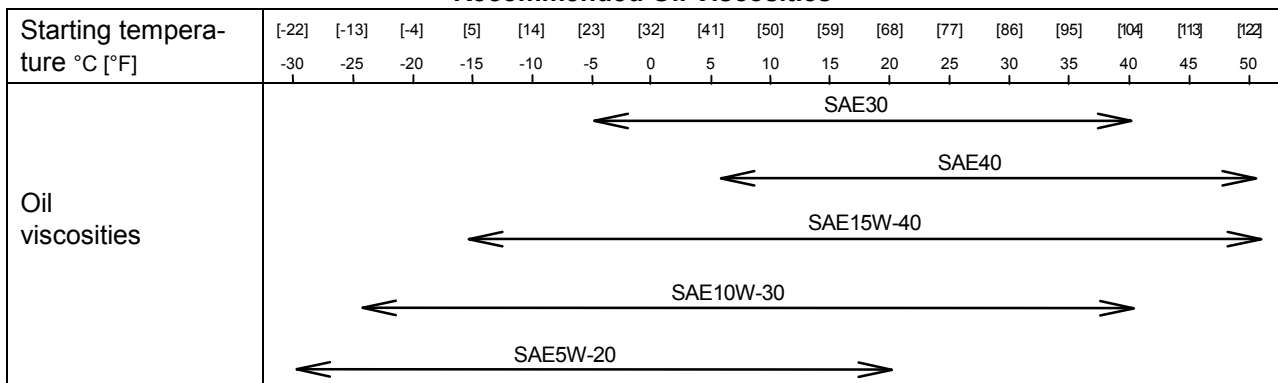 Recommended Oil Viscosities
Starting tempera-
ture °C [°F]
[-22] [-13] [-4] [5] [14] [23] [32] [41] [50] [59] [68] [77] [86] [95] [104] [113] [122]
-30 -25 -20 -15 -10 -5 0 5 10 15 20 25 30 35 40 45 50
SAE30
SAE40
Oil
viscosities
SAE15W-40
SAE10W-30
SAE5W-20